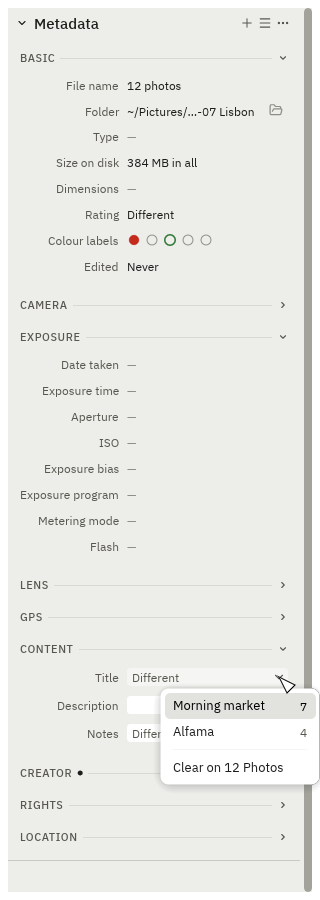 Metadata
BASIC
File name 12 photos
Folder ~/Pictures/…-07 Lisbon
Type —
Size on disk 384 MB in all
Dimensions —
Rating Different
Colour labels
Edited Never
CAMERA
EXPOSURE
Date taken —
Exposure time —
Aperture —
ISO —
Exposure bias —
Exposure program —
Metering mode —
Flash —
LENS
GPS
CONTENT
Title Different
Description
Morning market 7
Notes
Alfama 4
Clear on 12 Photos
CREATOR •
RIGHTS
LOCATION